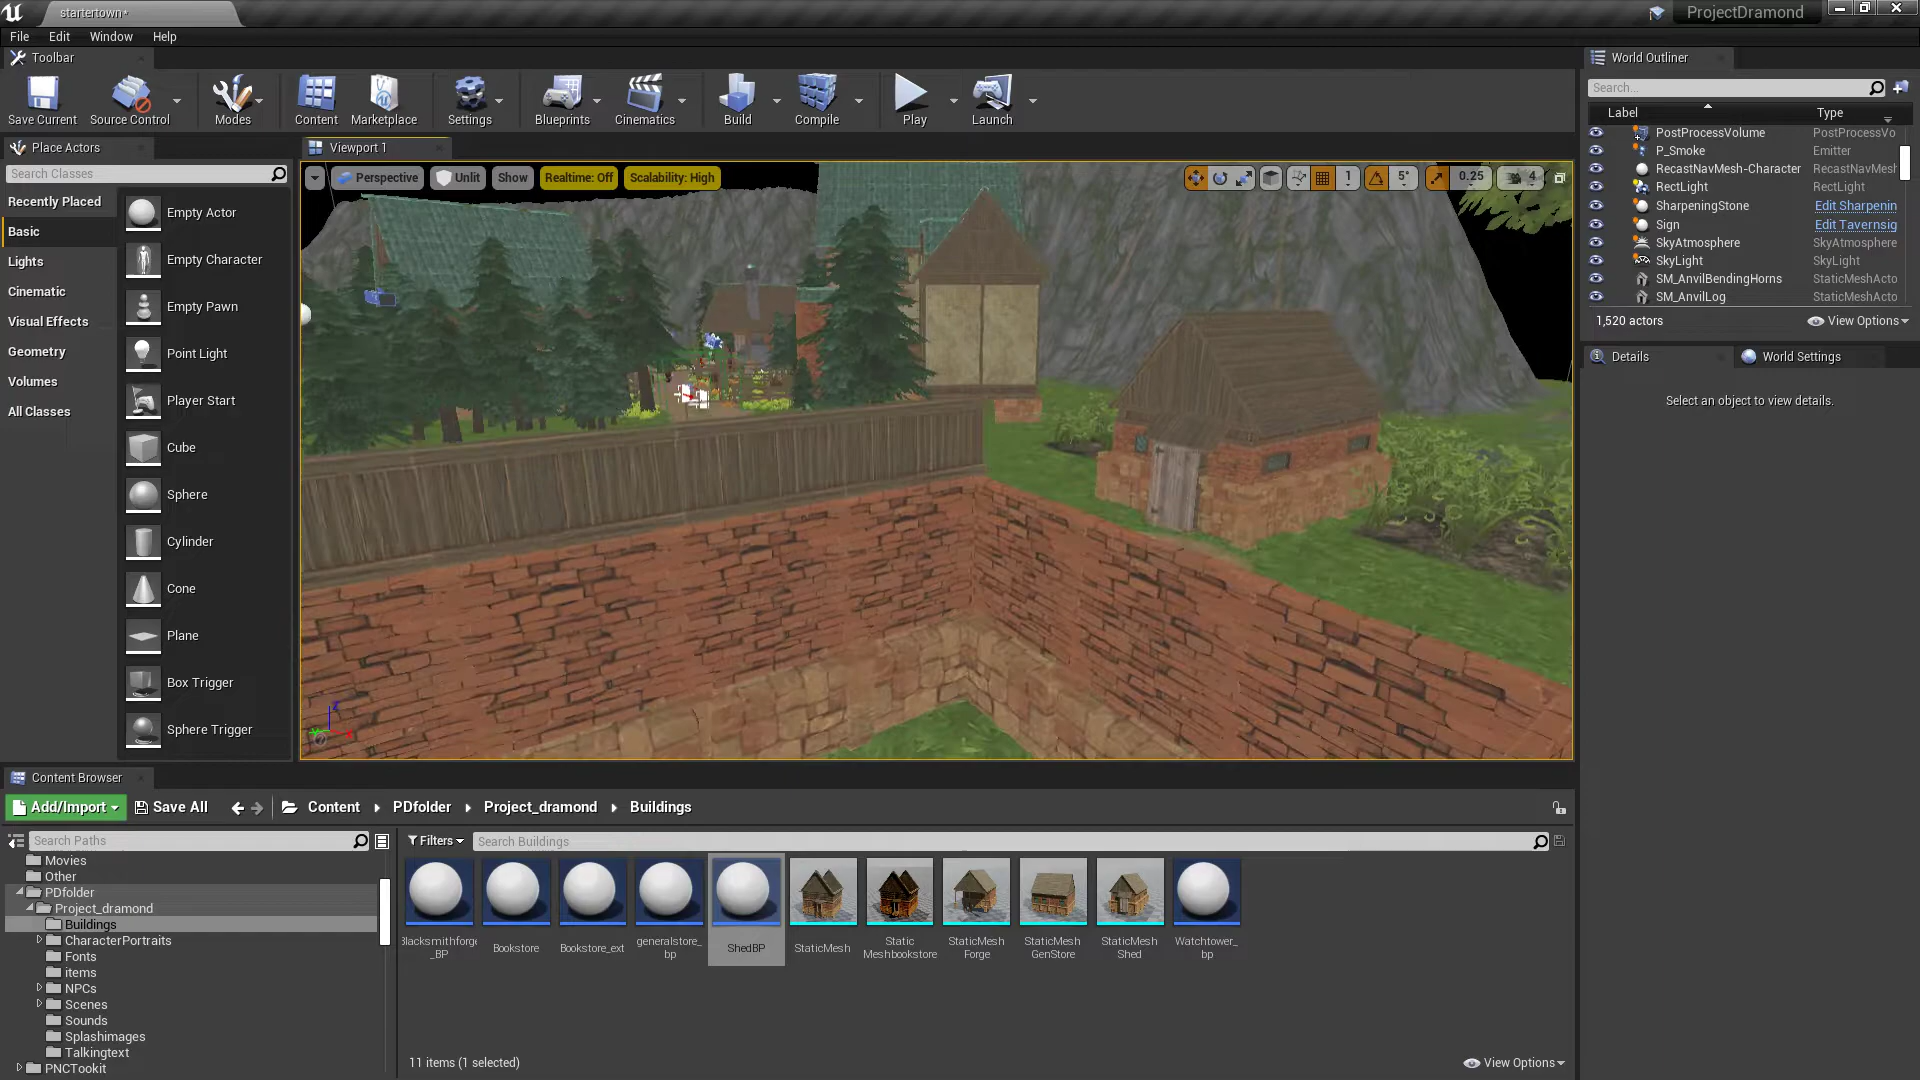 startertown*
ProjectDramond
File Edit Window Help
Toolbar
Save Current
Source Control
Modes
Content
Marketplace
Settings
Blueprints
Cinematics
Build
Compile
Play
Launch
Place Actors
Search Classes
Recently Placed
Basic
Lights
Cinematic
Visual Effects
Geometry
Volumes
All Classes
Empty Actor
Empty Character
Empty Pawn
Point Light
Player Start
Cube
Sphere
Cylinder
Cone
Plane
Box Trigger
Sphere Trigger
Viewport 1
Perspective Unlit Show Realtime: Off Scalability: High
1 5° 0.25 4
World Outliner
Search...
Label Type
PostProcessVolume PostProcessVo
P_Smoke Emitter
RecastNavMesh-Character RecastNavMesh
RectLight RectLight
SharpeningStone Edit Sharpenin
Sign Edit Tavernsig
SkyAtmosphere SkyAtmosphere
SkyLight SkyLight
SM_AnvilBendingHorns StaticMeshActo
SM_AnvilLog StaticMeshActo
1,520 actors View Options
Details World Settings
Select an object to view details.
Content Browser
Add/Import Save All Content PDfolder Project_dramond Buildings
Search Paths
Movies
Other
PDfolder
Project_dramond
Buildings
CharacterPortraits
Fonts
items
NPCs
Scenes
Sounds
Splashimages
Talkingtext
PNCTookit
Filters Search Buildings
Blacksmithforge
_BP
Bookstore
Bookstore_ext
generalstore_
bp
ShedBP
StaticMesh
Static
Meshbookstore
StaticMesh
Forge
StaticMesh
GenStore
StaticMesh
Shed
Watchtower_
bp
11 items (1 selected) View Options